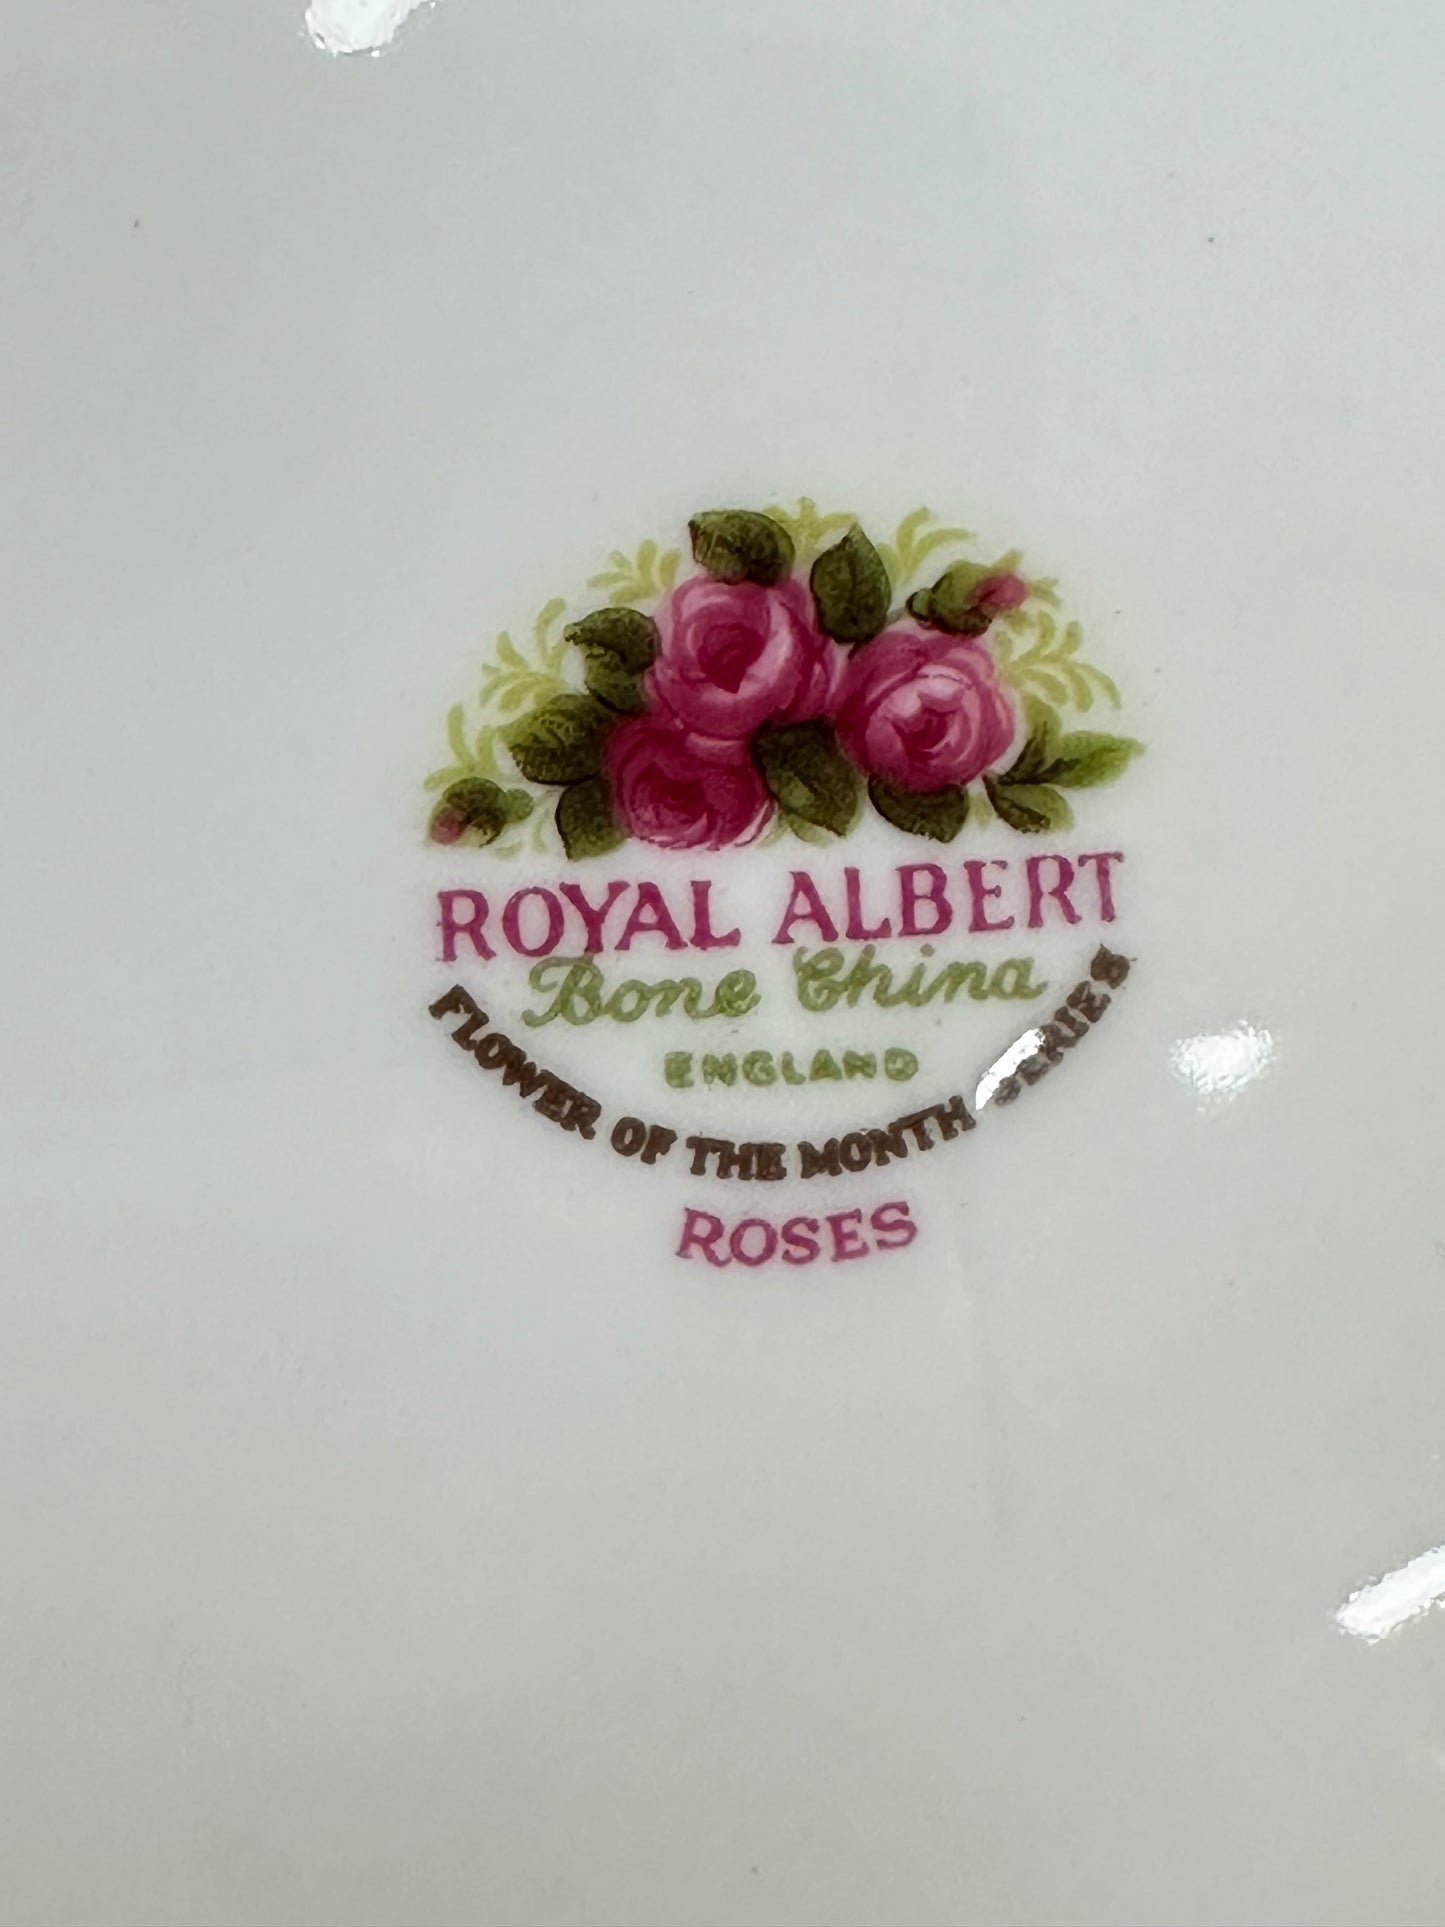 ROYAL ALBERT
Bone China
ENGLAND
FLOWER OF THE MONTH SERIES
ROSES